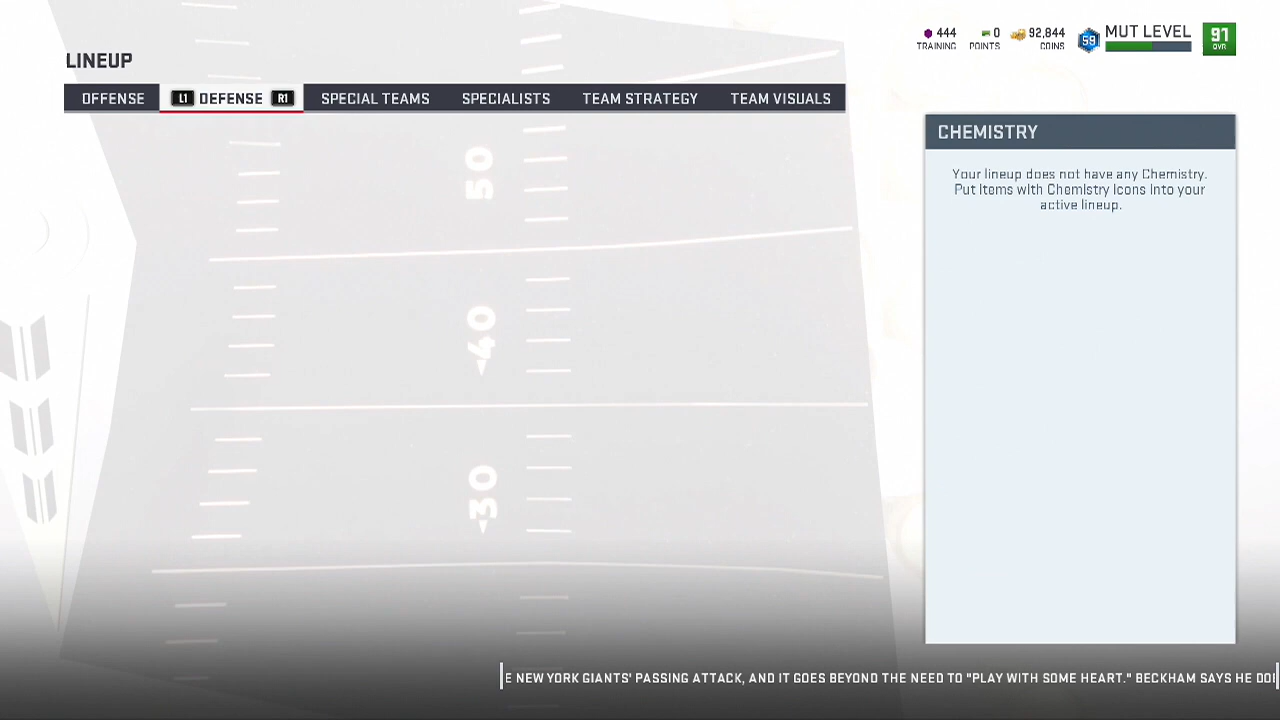 444
TRAINING
0
POINTS
92,844
COINS
59
MUT LEVEL
91
OVR
LINEUP
OFFENSE L1 DEFENSE R1 SPECIAL TEAMS SPECIALISTS TEAM STRATEGY TEAM VISUALS
CHEMISTRY
Your lineup does not have any Chemistry.
Put items with Chemistry icons into your
active lineup.
50
40
30
E NEW YORK GIANTS' PASSING ATTACK, AND IT GOES BEYOND THE NEED TO "PLAY WITH SOME HEART." BECKHAM SAYS HE DO